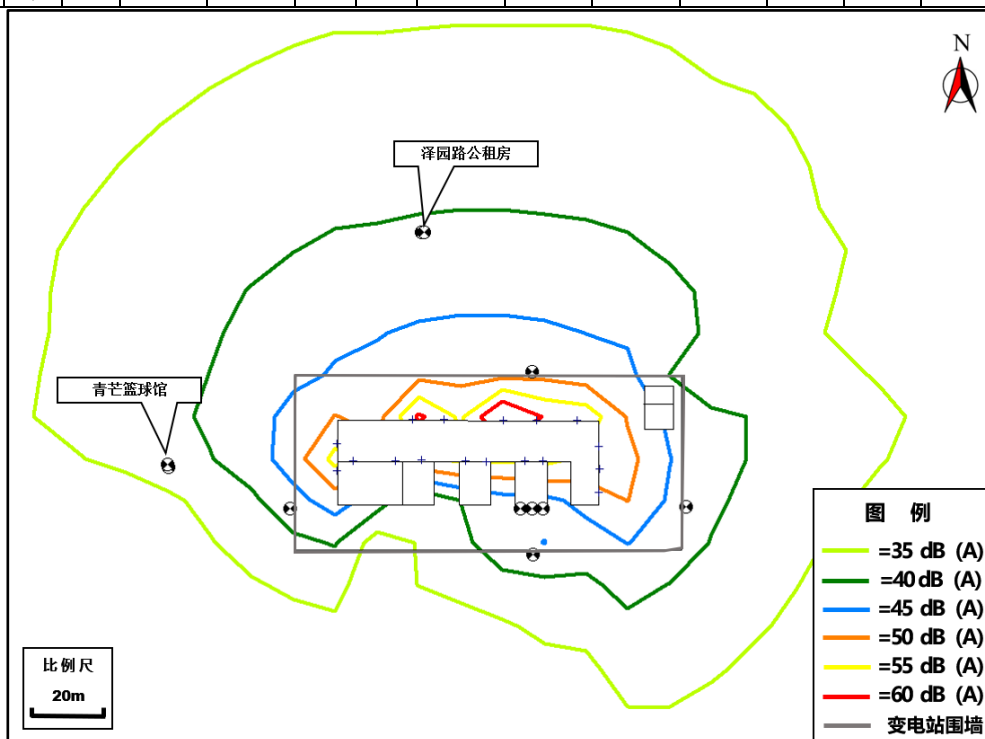 N
泽园路公租房
青芒篮球馆
图 例
=35 dB (A)
=40 dB (A)
=45 dB (A)
=50 dB (A)
=55 dB (A)
=60 dB (A)
变电站围墙
比例尺
20m